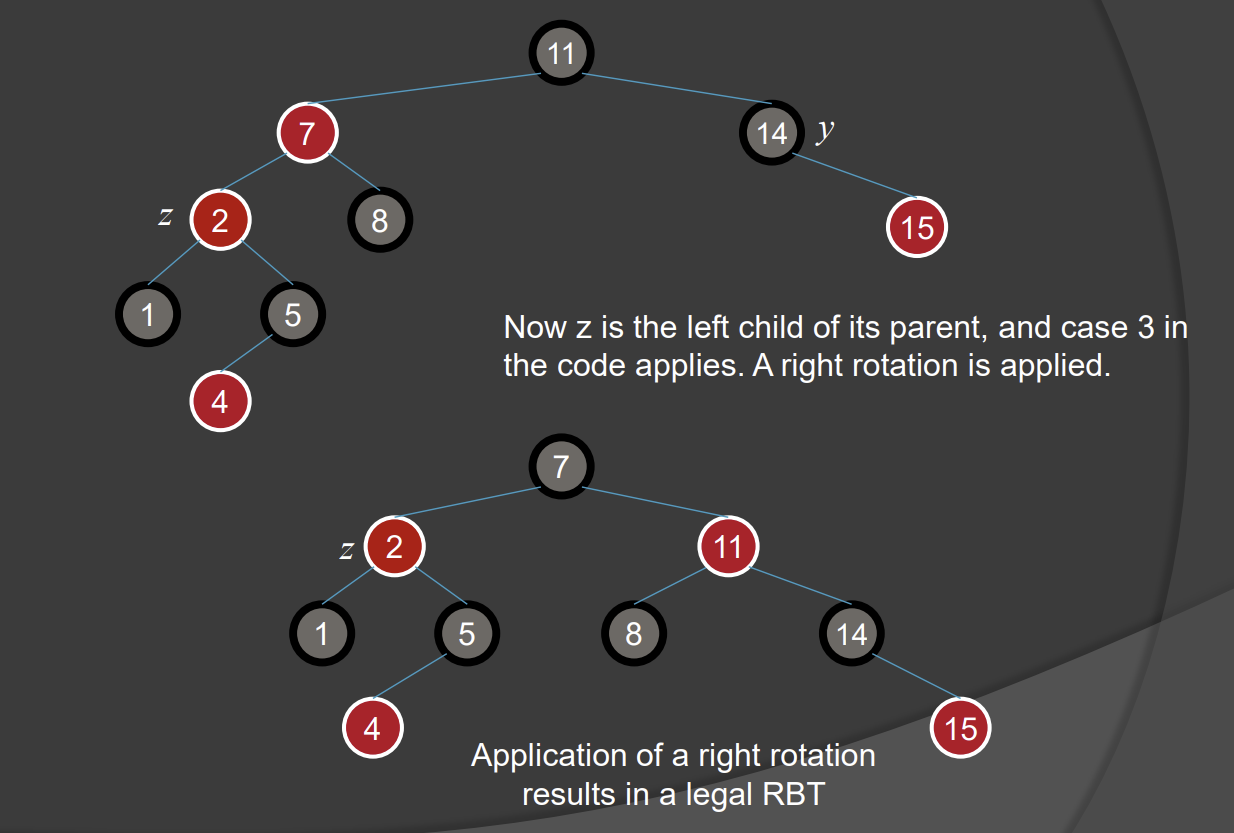 11
7
14 y
z 2
8
15
1
5
Now z is the left child of its parent, and case 3 in
the code applies. A right rotation is applied.
4
7
z 2
11
1
5
8
14
4
15
Application of a right rotation
results in a legal RBT